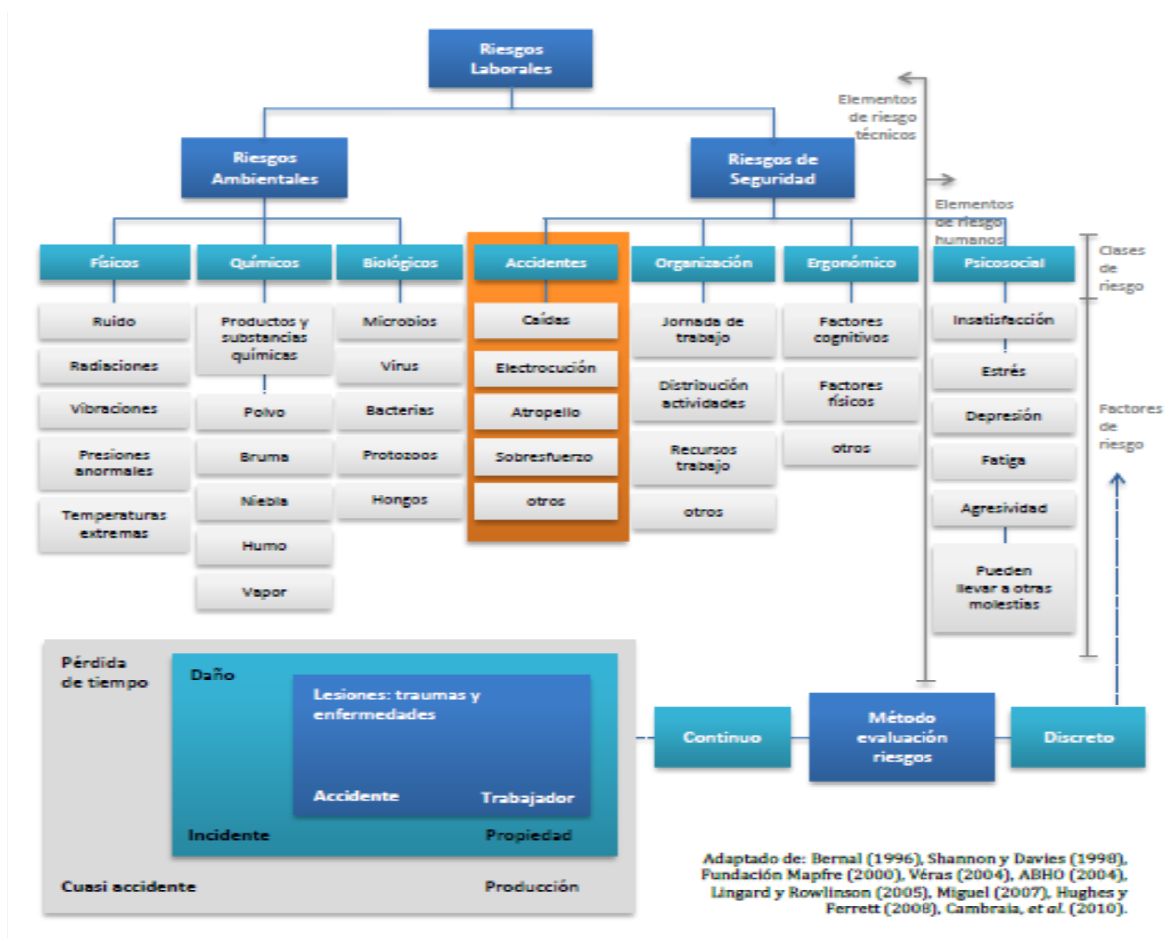 Riesgos
Laborales
Elementos
de riesgo
técnicos
Riesgos
Ambientales
Riesgos de
Seguridad
Elementos
de riesgo
humanos
Clases
de
riesgo
Físicos
Químicos
Biológicos
Accidentes
Organización
Ergonómico
Psicosocial
Ruido
Radiaciones
Vibraciones
Presiones
anormales
Temperaturas
extremas
Productos y
substancias
químicas
Polvo
Bruma
Niebla
Humo
Vapor
Microbios
Vírus
Bacterias
Protozoos
Hongos
Caídas
Electrocución
Atropello
Sobresfuerzo
otros
Jornada de
trabajo
Distribución
actividades
Recursos
trabajo
otros
Factores
cognitivos
Factores
físicos
otros
Insatisfacción
Estrés
Depresión
Fatiga
Agresividad
Pueden
llevar a otras
molestias
Factores
de
riesgo
Pérdida
de tiempo
Daño
Lesiones: traumas y
enfermedades
Accidente Trabajador
Incidente Propiedad
Cuasi accidente Producción
Continuo
Método
evaluación
riesgos
Discreto
Adaptado de: Bernal (1996), Shannon y Davies (1998),
Fundación Mapfre (2000), Véras (2004), ABHO (2004),
Lingard y Rowlinson (2005), Miguel (2007), Hughes y
Ferrett (2008), Cambraia, et al. (2010).